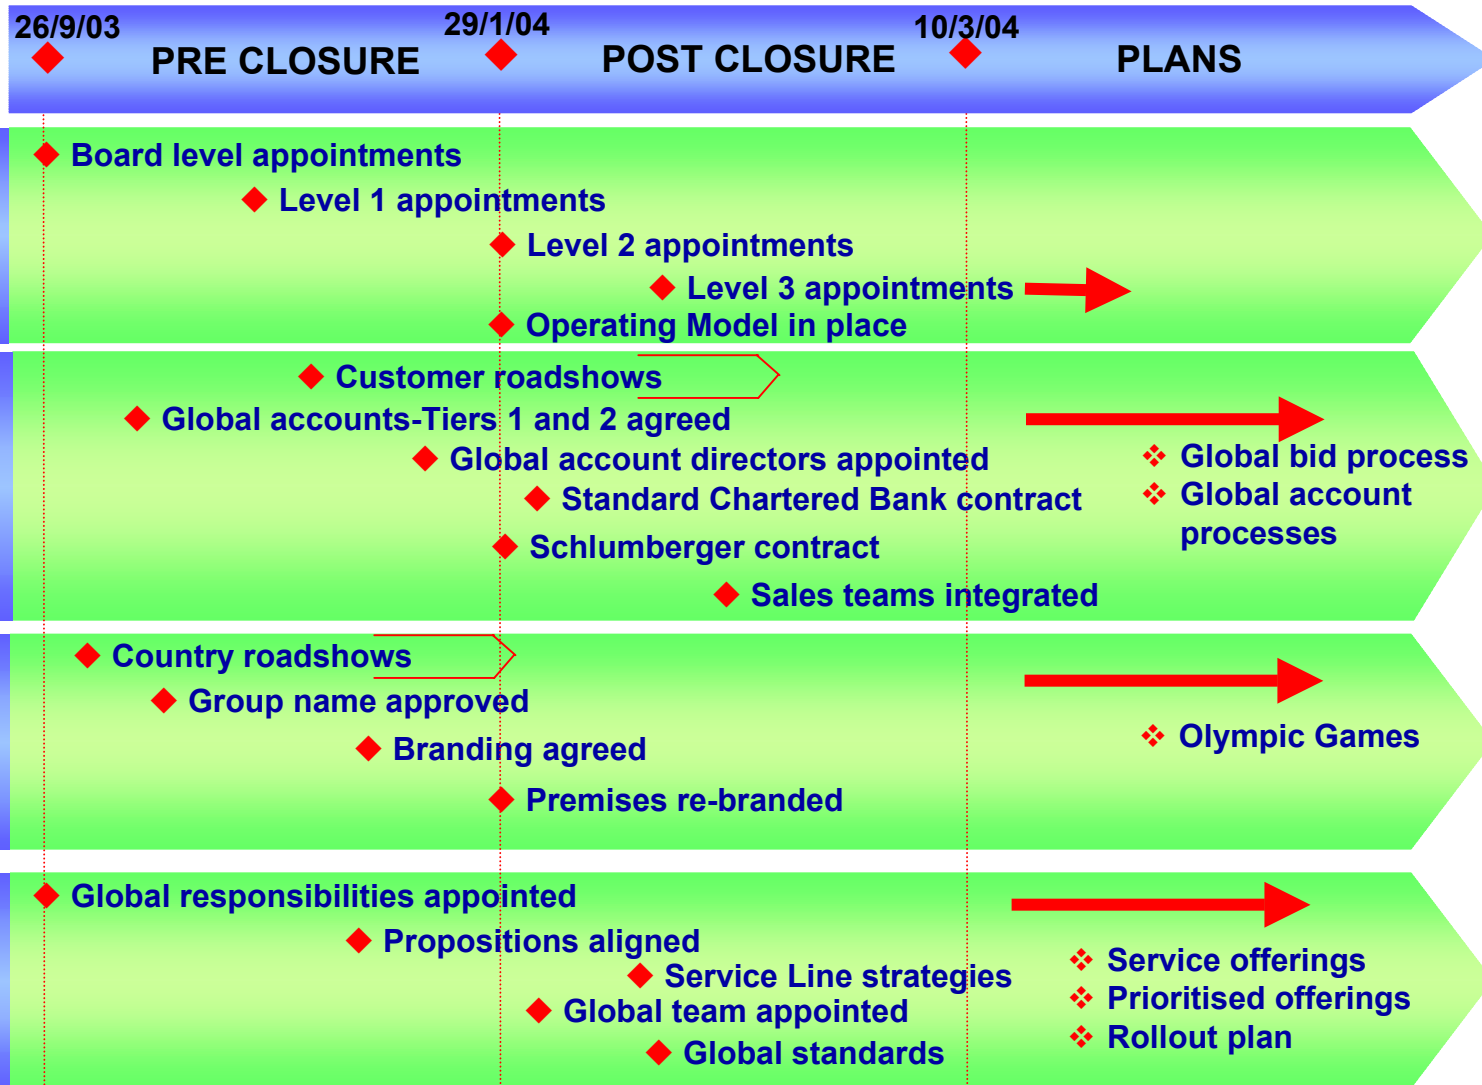 26/9/03
29/1/04
10/3/04
PRE CLOSURE
POST CLOSURE
PLANS
Board level appointments
Level 1 appointments
Level 2 appointments
Level 3 appointments
Operating Model in place
Customer roadshows
Global accounts-Tiers 1 and 2 agreed
Global account directors appointed
Standard Chartered Bank contract
Schlumberger contract
Sales teams integrated
Global bid process
Global account
processes
Country roadshows
Group name approved
Branding agreed
Premises re-branded
Olympic Games
Global responsibilities appointed
Propositions aligned
Service Line strategies
Global team appointed
Global standards
Service offerings
Prioritised offerings
Rollout plan